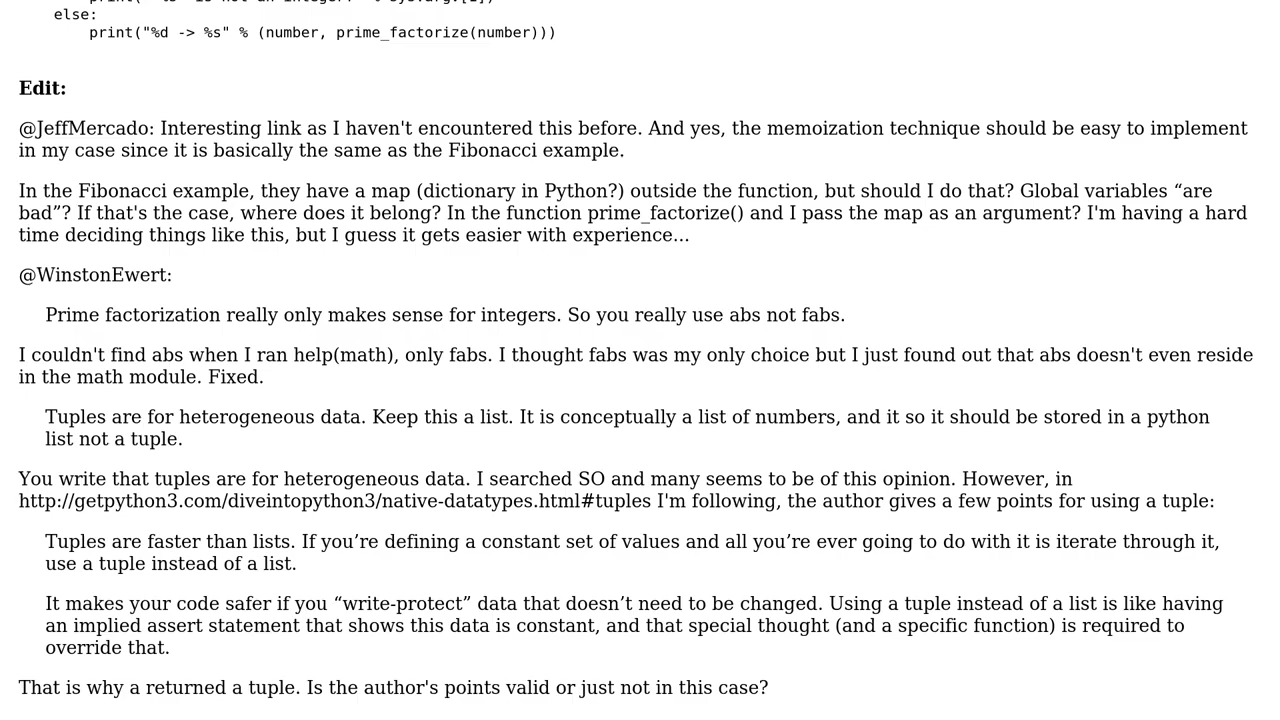 else:
print("%d -> %s" % (number, prime_factorize(number)))
Edit:
@JeffMercado: Interesting link as I haven't encountered this before. And yes, the memoization technique should be easy to implement
in my case since it is basically the same as the Fibonacci example.
In the Fibonacci example, they have a map (dictionary in Python?) outside the function, but should I do that? Global variables “are
bad”? If that's the case, where does it belong? In the function prime_factorize() and I pass the map as an argument? I'm having a hard
time deciding things like this, but I guess it gets easier with experience...
@WinstonEwert:
Prime factorization really only makes sense for integers. So you really use abs not fabs.
I couldn't find abs when I ran help(math), only fabs. I thought fabs was my only choice but I just found out that abs doesn't even reside
in the math module. Fixed.
Tuples are for heterogeneous data. Keep this a list. It is conceptually a list of numbers, and it so it should be stored in a python
list not a tuple.
You write that tuples are for heterogeneous data. I searched SO and many seems to be of this opinion. However, in
http://getpython3.com/diveintopython3/native-datatypes.html#tuples I'm following, the author gives a few points for using a tuple:
Tuples are faster than lists. If you’re defining a constant set of values and all you’re ever going to do with it is iterate through it,
use a tuple instead of a list.
It makes your code safer if you “write-protect” data that doesn’t need to be changed. Using a tuple instead of a list is like having
an implied assert statement that shows this data is constant, and that special thought (and a specific function) is required to
override that.
That is why a returned a tuple. Is the author's points valid or just not in this case?